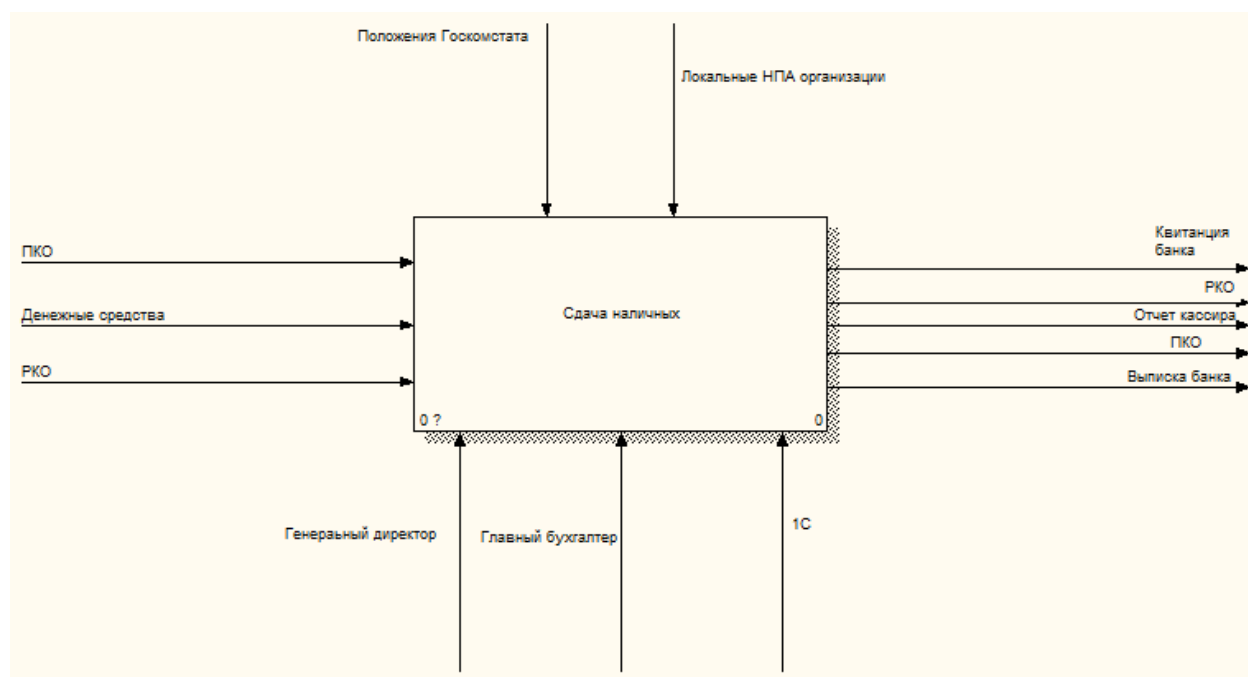 Положения Госкомстата
Локальные НПА организации
ПКО
Денежные средства
РКО
Сдача наличных
0 ?
0
Квитанция
банка
РКО
Отчет кассира
ПКО
Выписка банка
Генераьный директор
Главный бухгалтер
1С